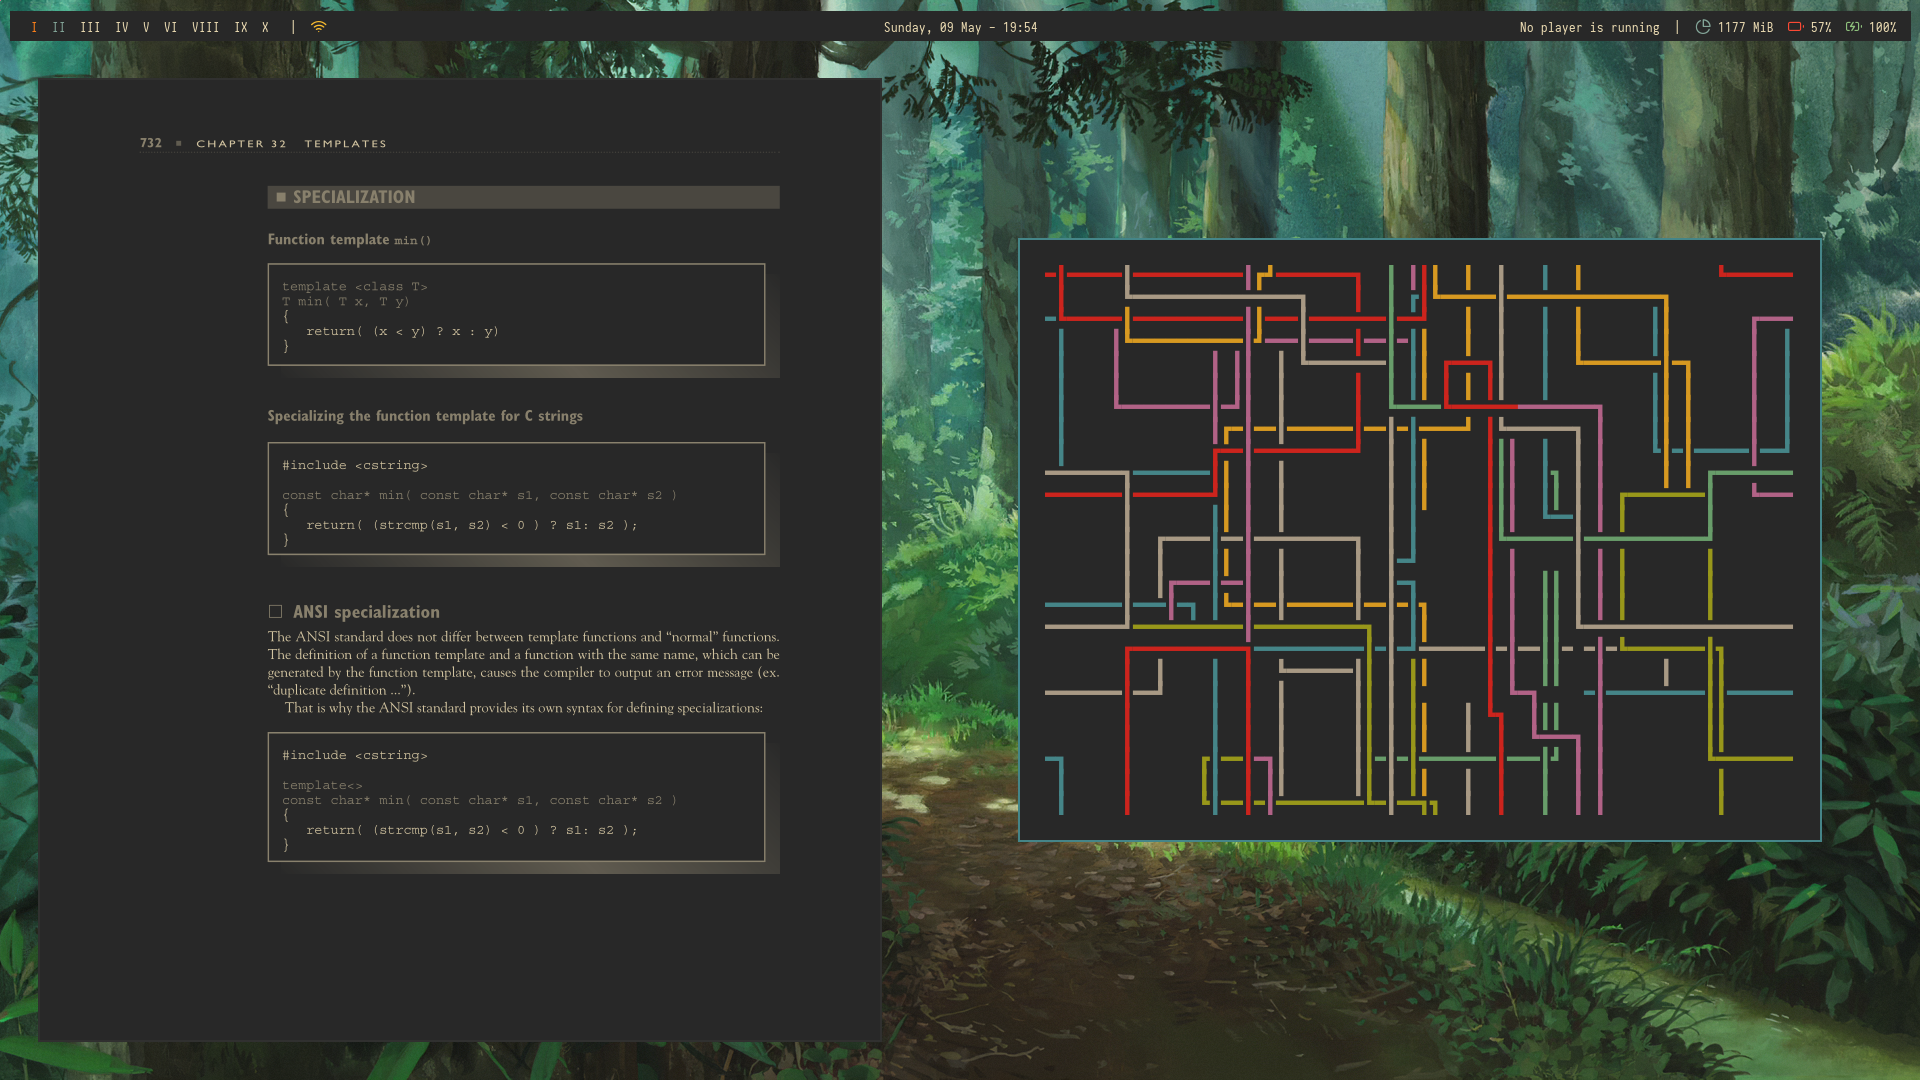 I II III IV V VI VIII IX X |
Sunday, 09 May - 19:54
No player is running | 1177 MiB 57% 100%
732 ■ CHAPTER 32 TEMPLATES
■ SPECIALIZATION
Function template min()
template <class T>
T min( T x, T y)
{
return( (x < y) ? x : y)
}
Specializing the function template for C strings
#include <cstring>
const char* min( const char* s1, const char* s2 )
{
return( (strcmp(s1, s2) < 0 ) ? s1: s2 );
}
□ ANSI specialization
The ANSI standard does not differ between template functions and “normal” functions.
The definition of a function template and a function with the same name, which can be
generated by the function template, causes the compiler to output an error message (ex.
“duplicate definition ...”).
That is why the ANSI standard provides its own syntax for defining specializations:
#include <cstring>
template<>
const char* min( const char* s1, const char* s2 )
{
return( (strcmp(s1, s2) < 0 ) ? s1: s2 );
}